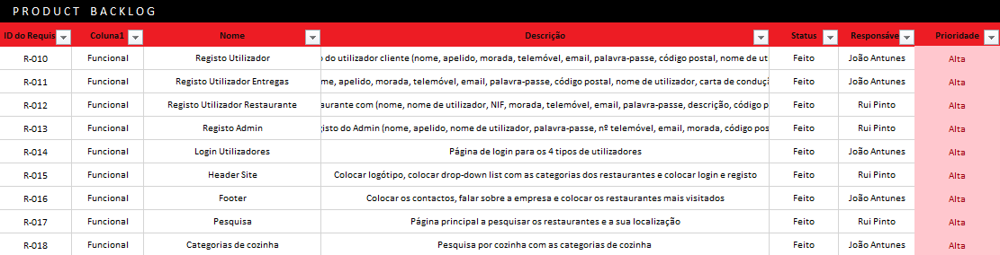 PRODUCT BACKLOG
ID do Requis Coluna1 Nome Descrição Status Responsáve Prioridade
R-010 Funcional Registo Utilizador o do utilizador cliente (nome, apelido, morada, telemóvel, email, palavra-passe, código postal, nome de ut Feito João Antunes Alta
R-011 Funcional Registo Utilizador Entregas me, apelido, morada, telemóvel, email, palavra-passe, código postal, nome de utilizador, carta de conduçã Feito João Antunes Alta
R-012 Funcional Registo Utilizador Restaurante aurante com (nome, nome de utilizador, NIF, morada, telemóvel, email, palavra-passe, descrição, código p Feito Rui Pinto Alta
R-013 Funcional Registo Admin gisto do Admin (nome, apelido, nome de utilizador, palavra-passe, nº telemóvel, email, morada, código pos Feito Rui Pinto Alta
R-014 Funcional Login Utilizadores Página de login para os 4 tipos de utilizadores Feito João Antunes Alta
R-015 Funcional Header Site Colocar logótipo, colocar drop-down list com as categorias dos restaurantes e colocar login e registo Feito Rui Pinto Alta
R-016 Funcional Footer Colocar os contactos, falar sobre a empresa e colocar os restaurantes mais visitados Feito João Antunes Alta
R-017 Funcional Pesquisa Página principal a pesquisar os restaurantes e a sua localização Feito Rui Pinto Alta
R-018 Funcional Categorias de cozinha Pesquisa por cozinha com as categorias de cozinha Feito João Antunes Alta